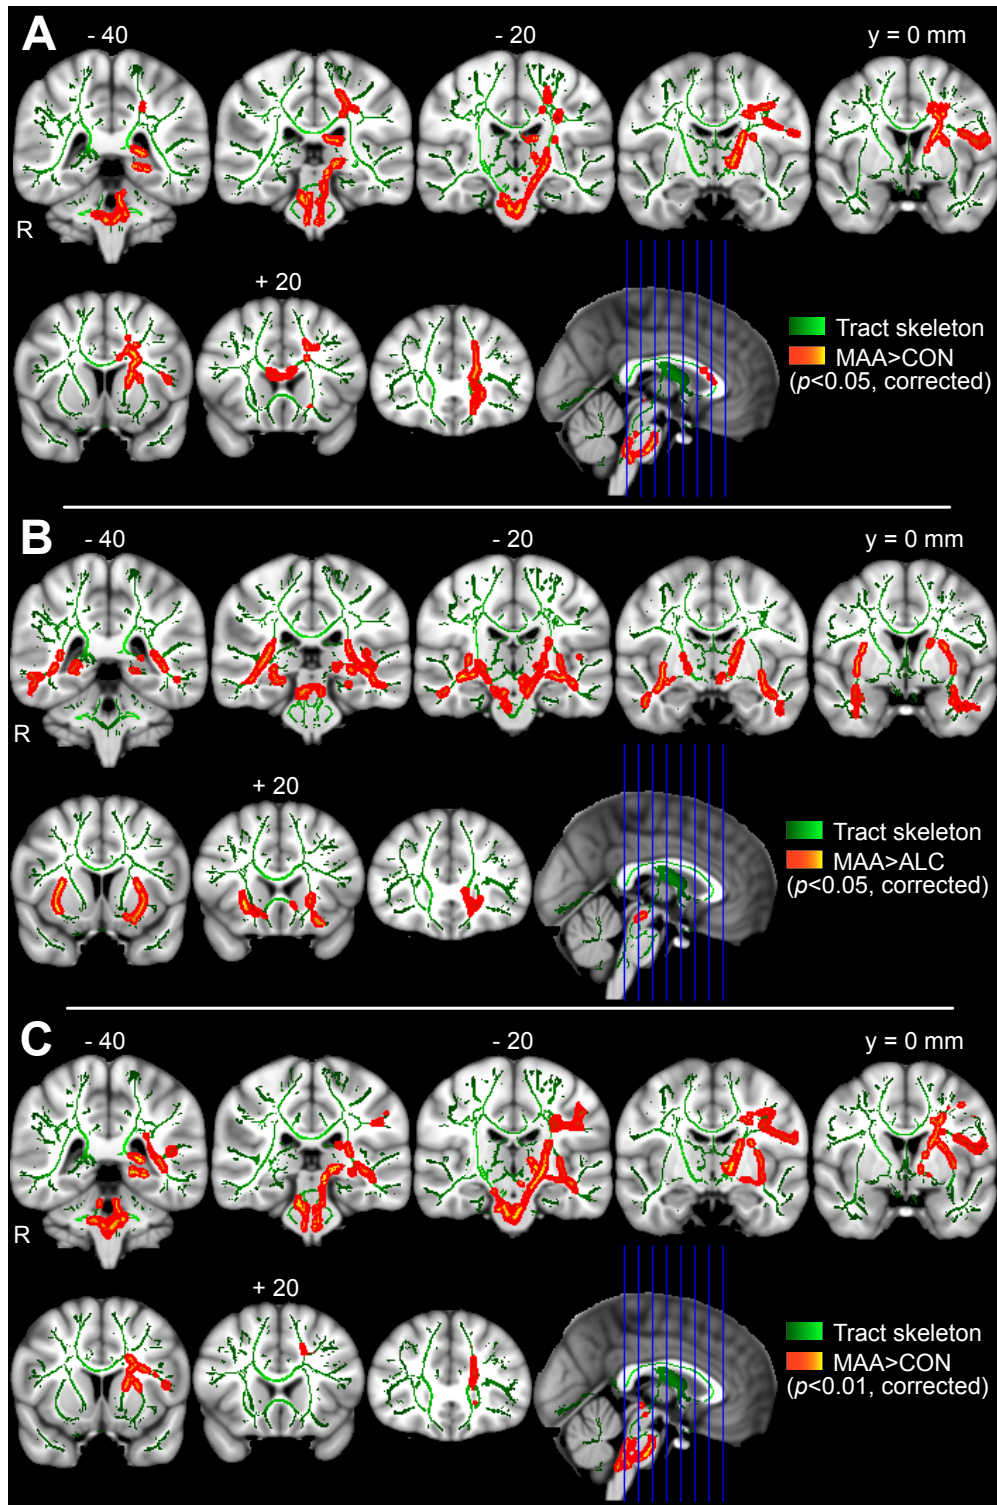 A
- 40
- 20
y = 0 mm
R
+ 20
Tract skeleton
MAA>CON
(p<0.05, corrected)
B
- 40
- 20
y = 0 mm
R
+ 20
Tract skeleton
MAA>ALC
(p<0.05, corrected)
C
- 40
- 20
y = 0 mm
R
+ 20
Tract skeleton
MAA>CON
(p<0.01, corrected)